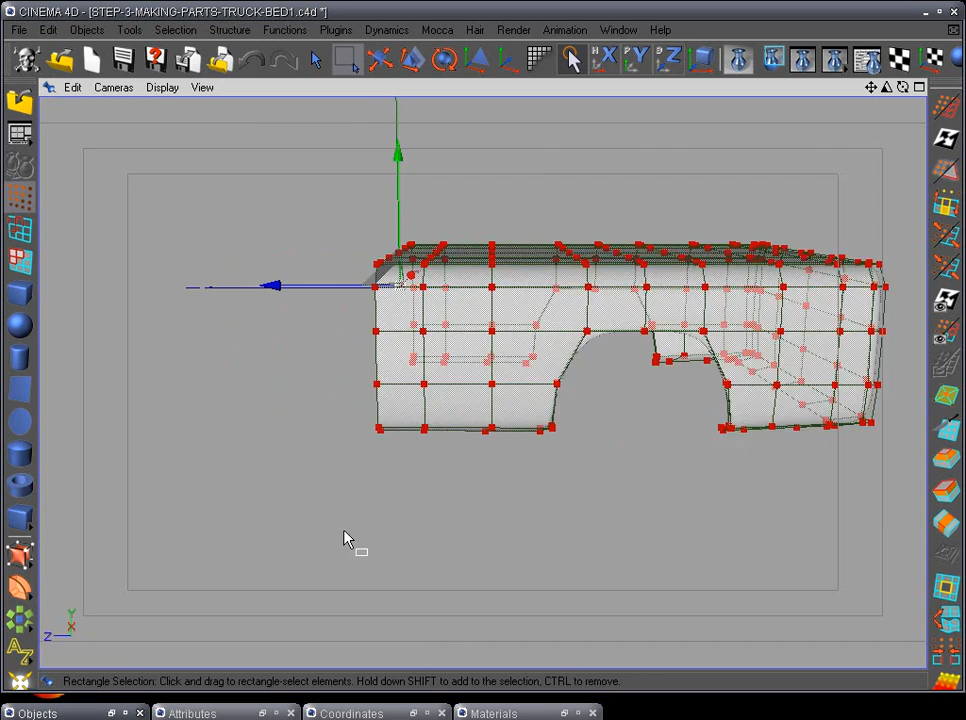 CINEMA 4D - [STEP-3-MAKING-PARTS-TRUCK-BED1.c4d *]
File Edit Objects Tools Selection Structure Functions Plugins Dynamics Mocca Hair Render Animation Window Help
X Y Z
Edit Cameras Display View
Y
Z X
Rectangle Selection: Click and drag to rectangle-select elements. Hold down SHIFT to add to the selection, CTRL to remove.
Objects Attributes Coordinates Materials